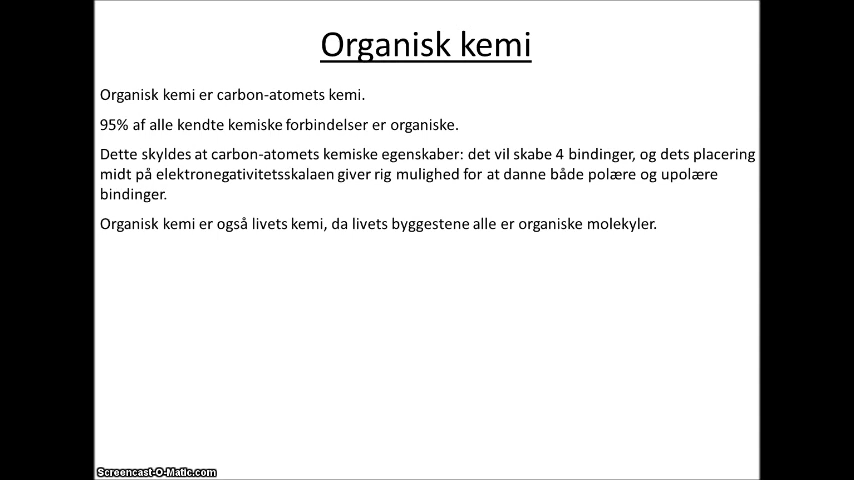 Organisk kemi
Organisk kemi er carbon-atomets kemi.
95% af alle kendte kemiske forbindelser er organiske.
Dette skyldes at carbon-atomets kemiske egenskaber: det vil skabe 4 bindinger, og dets placering
midt på elektronegativitetsskalaen giver rig mulighed for at danne både polære og upolære
bindinger.
Organisk kemi er også livets kemi, da livets byggestene alle er organiske molekyler.
Screencast-O-Matic.com